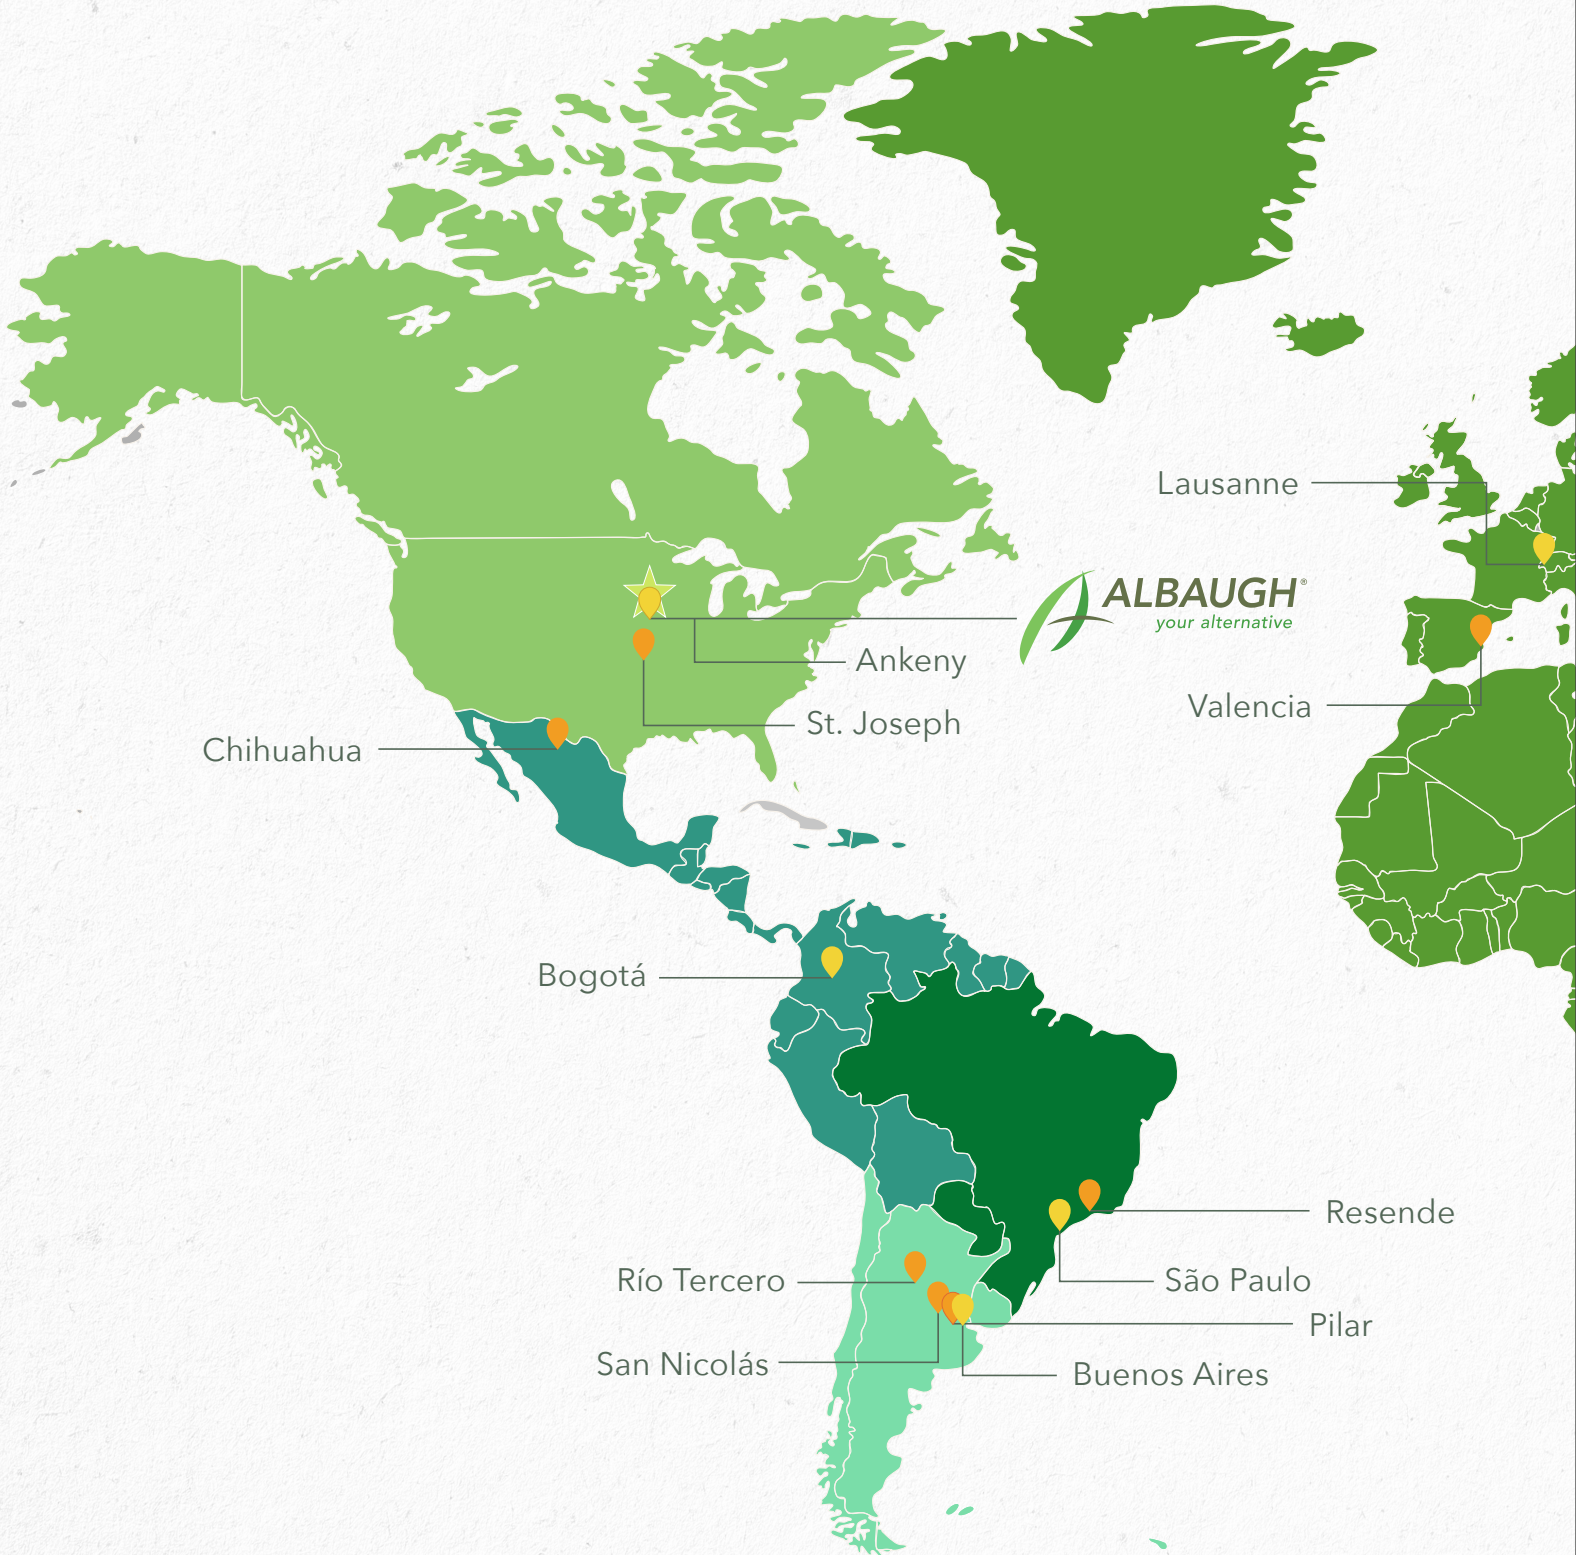 Lausanne
ALBAUGH®
your alternative
Ankeny
Valencia
St. Joseph
Chihuahua
Bogotá
Resende
Río Tercero
São Paulo
Pilar
San Nicolás
Buenos Aires